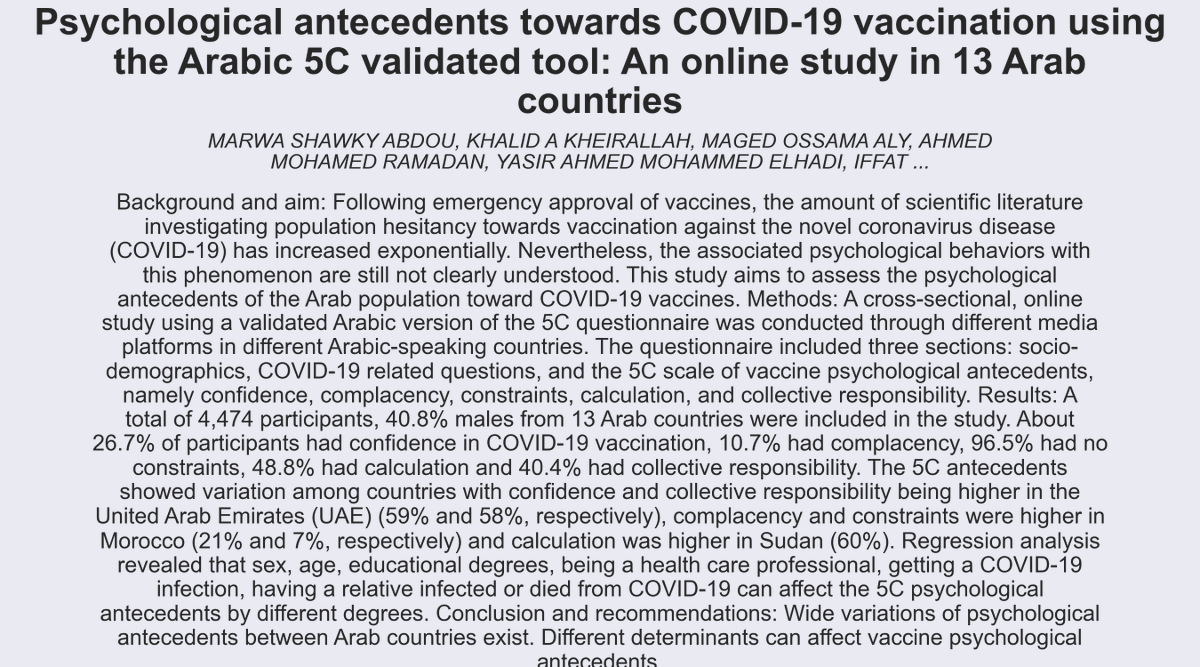 Psychological antecedents towards COVID-19 vaccination using
the Arabic 5C validated tool: An online study in 13 Arab
countries
MARWA SHAWKY ABDOU, KHALID A KHEIRALLAH, MAGED OSSAMA ALY, AHMED
MOHAMED RAMADAN, YASIR AHMED MOHAMMED ELHADI, IFFAT ...
Background and aim: Following emergency approval of vaccines, the amount of scientific literature
investigating population hesitancy towards vaccination against the novel coronavirus disease
(COVID-19) has increased exponentially. Nevertheless, the associated psychological behaviors with
this phenomenon are still not clearly understood. This study aims to assess the psychological
antecedents of the Arab population toward COVID-19 vaccines. Methods: A cross-sectional, online
study using a validated Arabic version of the 5C questionnaire was conducted through different media
platforms in different Arabic-speaking countries. The questionnaire included three sections: socio-
demographics, COVID-19 related questions, and the 5C scale of vaccine psychological antecedents,
namely confidence, complacency, constraints, calculation, and collective responsibility. Results: A
total of 4,474 participants, 40.8% males from 13 Arab countries were included in the study. About
26.7% of participants had confidence in COVID-19 vaccination, 10.7% had complacency, 96.5% had no
constraints, 48.8% had calculation and 40.4% had collective responsibility. The 5C antecedents
showed variation among countries with confidence and collective responsibility being higher in the
United Arab Emirates (UAE) (59% and 58%, respectively), complacency and constraints were higher in
Morocco (21% and 7%, respectively) and calculation was higher in Sudan (60%). Regression analysis
revealed that sex, age, educational degrees, being a health care professional, getting a COVID-19
infection, having a relative infected or died from COVID-19 can affect the 5C psychological
antecedents by different degrees. Conclusion and recommendations: Wide variations of psychological
antecedents between Arab countries exist. Different determinants can affect vaccine psychological
antecedents.